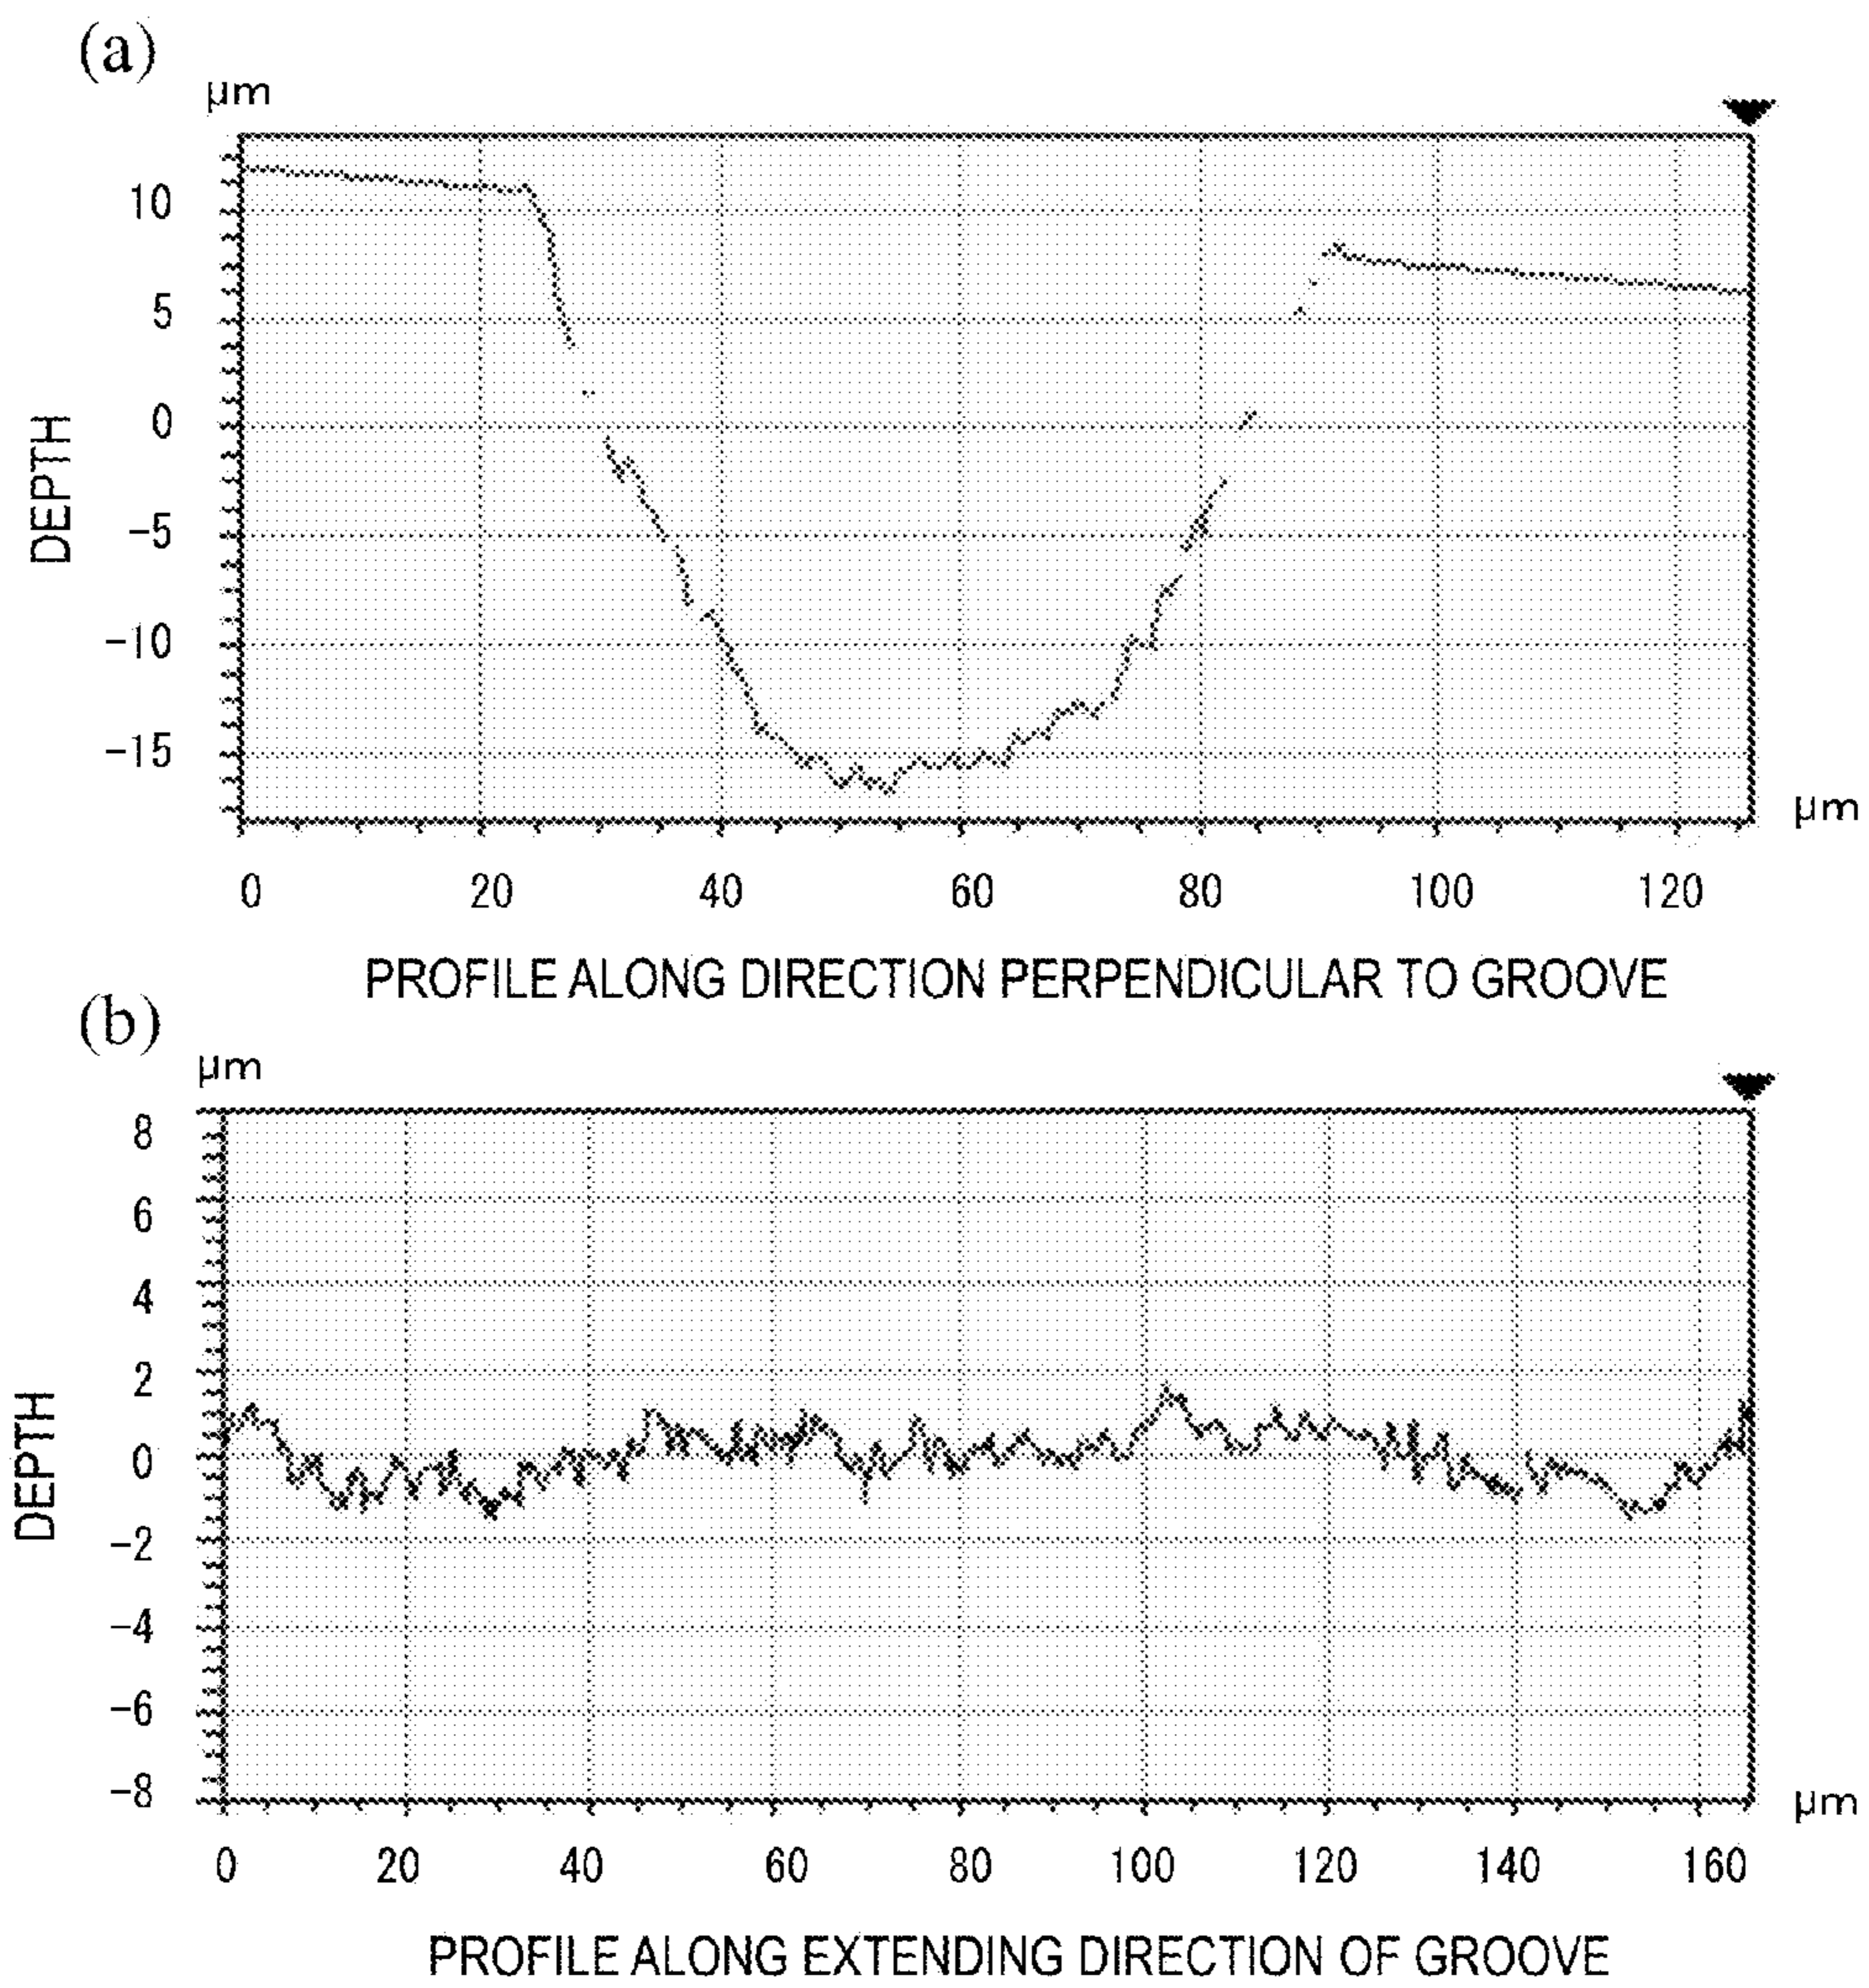 (a)
μm
10
5
0
-5
-10
-15
DEPTH
μm
0 20 40 60 80 100 120
PROFILE ALONG DIRECTION PERPENDICULAR TO GROOVE
(b)
μm
8
6
4
2
0
-2
-4
-6
-8
DEPTH
μm
0 20 40 60 80 100 120 140 160
PROFILE ALONG EXTENDING DIRECTION OF GROOVE